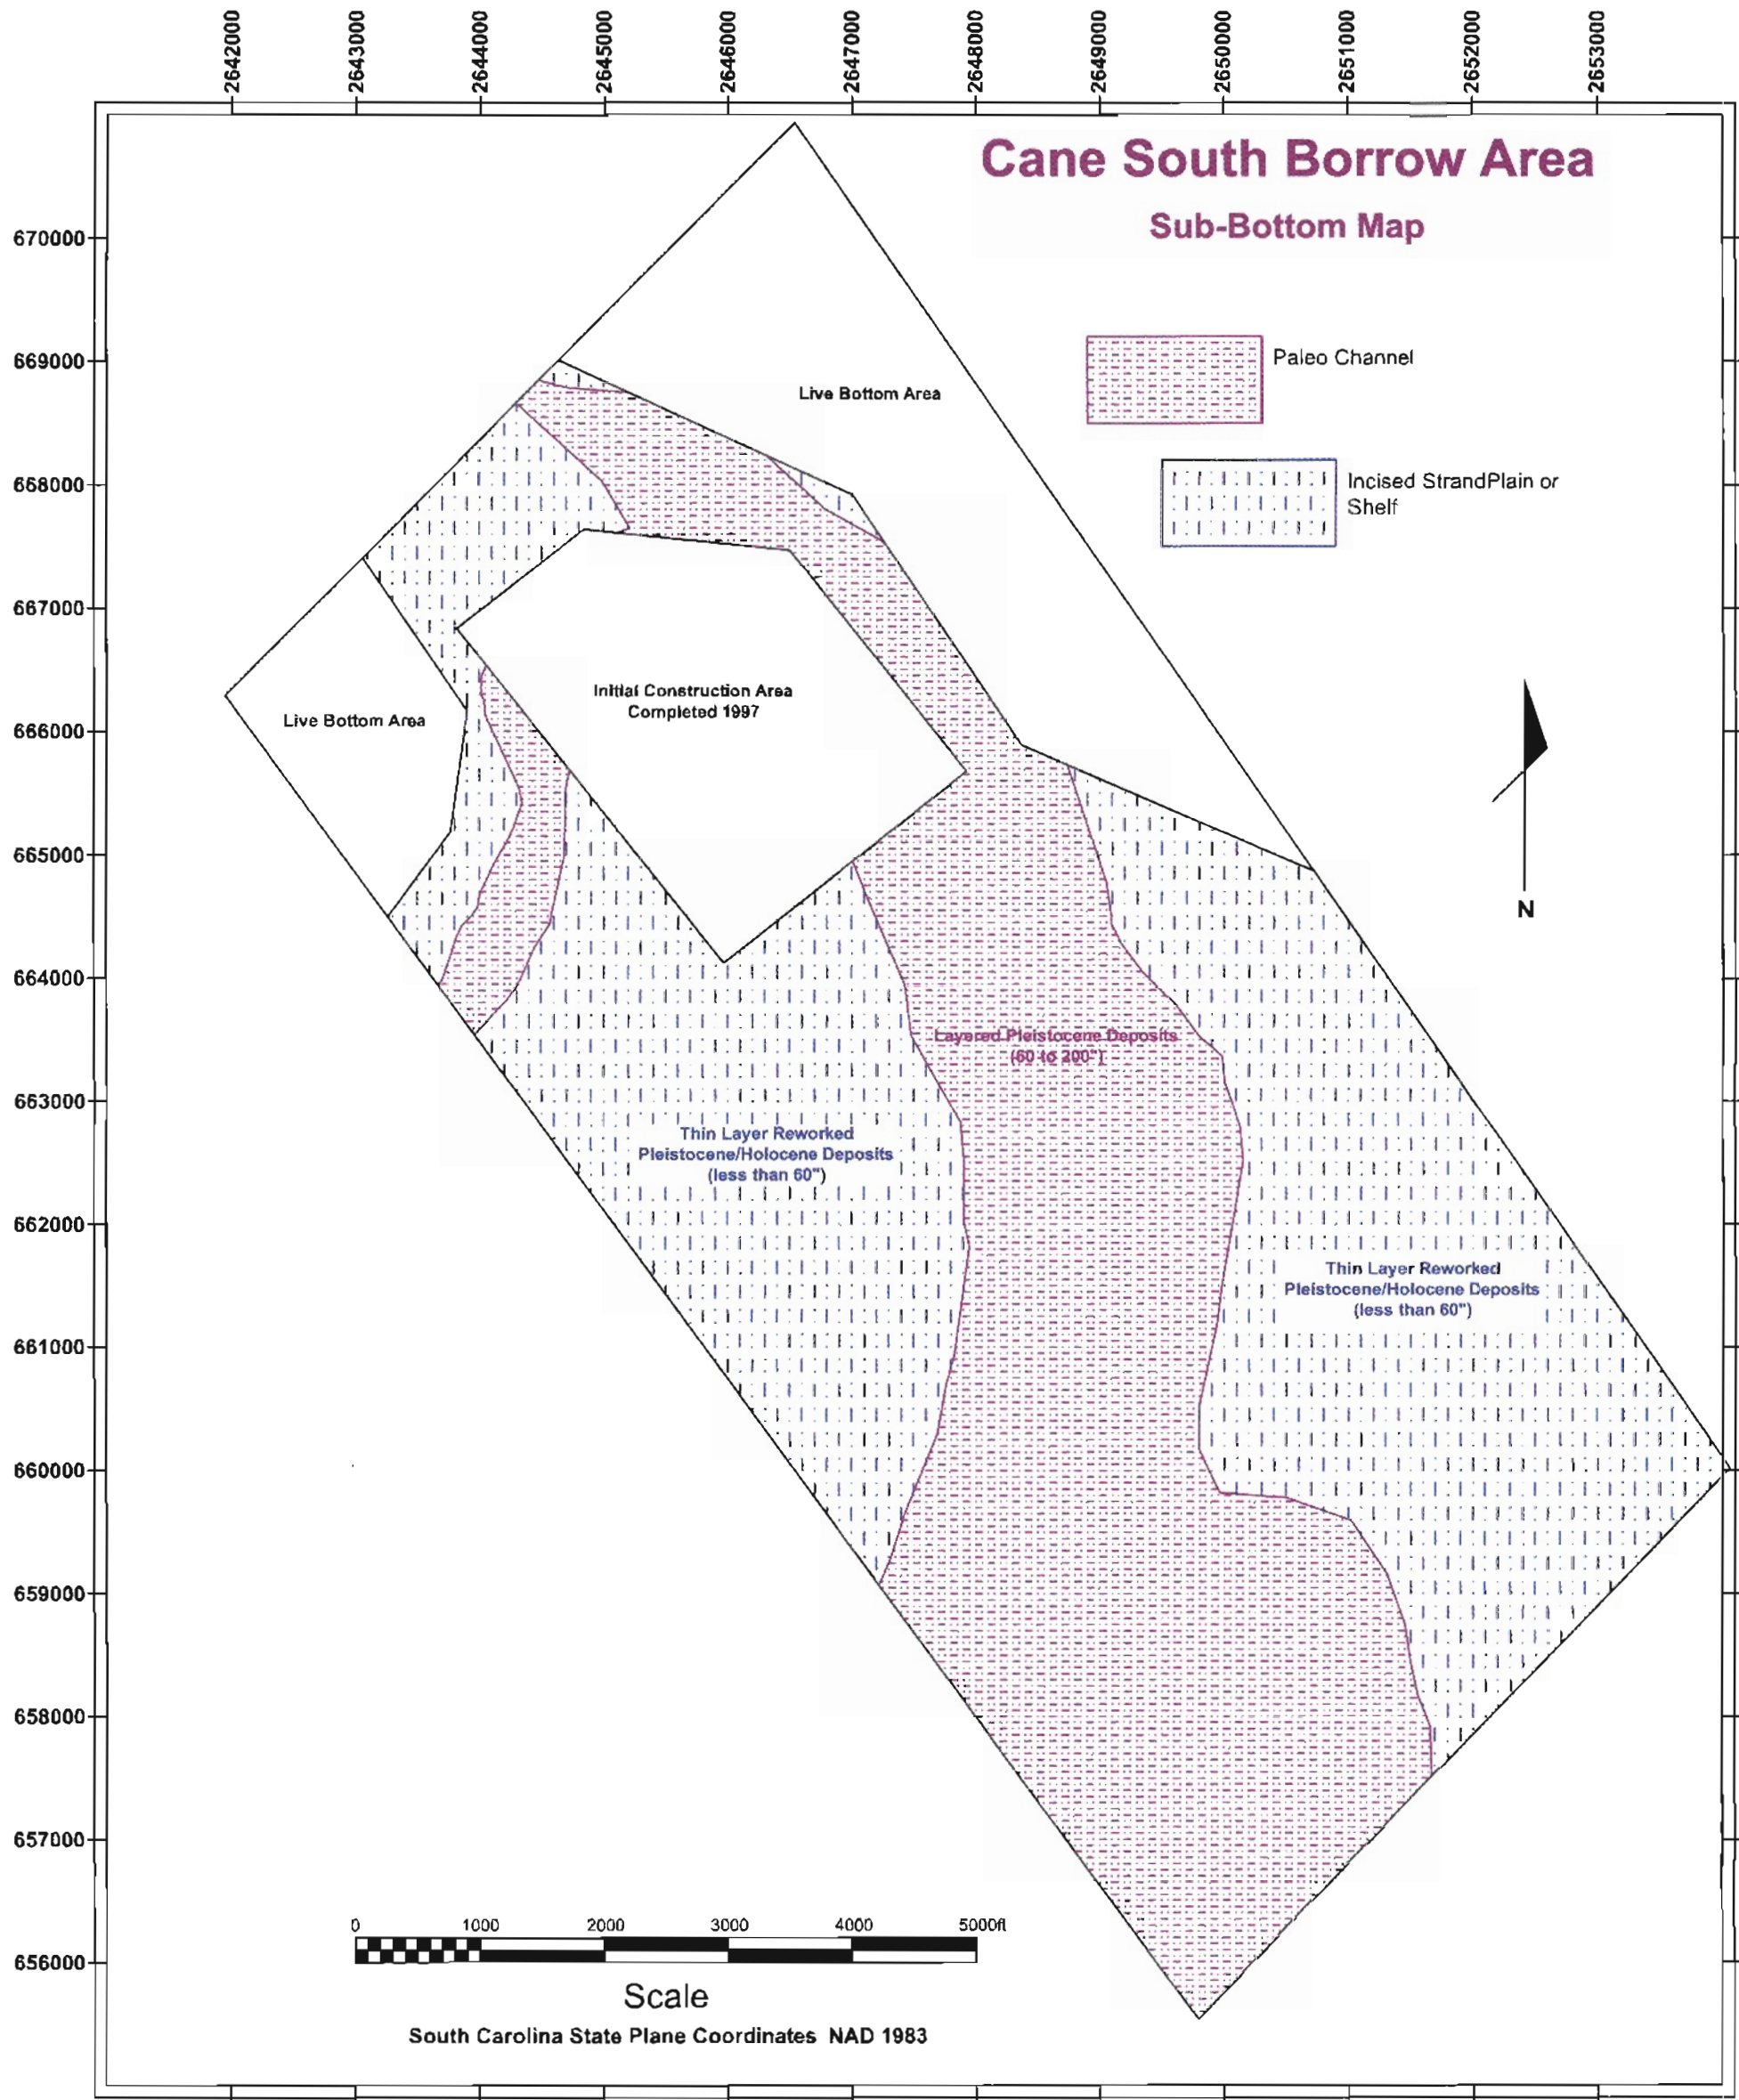 2642000 2643000 2644000 2645000 2646000 2647000 2648000 2649000 2650000 2651000 2652000 2653000
Cane South Borrow Area
Sub-Bottom Map
670000
669000
668000
667000
666000
665000
664000
663000
662000
661000
660000
659000
658000
657000
656000
Paleo Channel
Incised StrandPlain or
Shelf
Live Bottom Area
Initial Construction Area
Completed 1997
Live Bottom Area
N
Layered Pleistocene Deposits
(60 to 200")
Thin Layer Reworked
Pleistocene/Holocene Deposits
(less than 60")
Thin Layer Reworked
Pleistocene/Holocene Deposits
(less than 60")
0 1000 2000 3000 4000 5000ft
Scale
South Carolina State Plane Coordinates NAD 1983